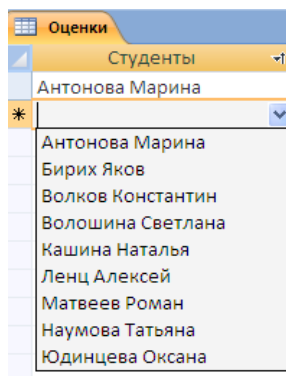 Оценки
Студенты
Антонова Марина
Антонова Марина
Бирих Яков
Волков Константин
Волошина Светлана
Кашина Наталья
Ленц Алексей
Матвеев Роман
Наумова Татьяна
Юдинцева Оксана